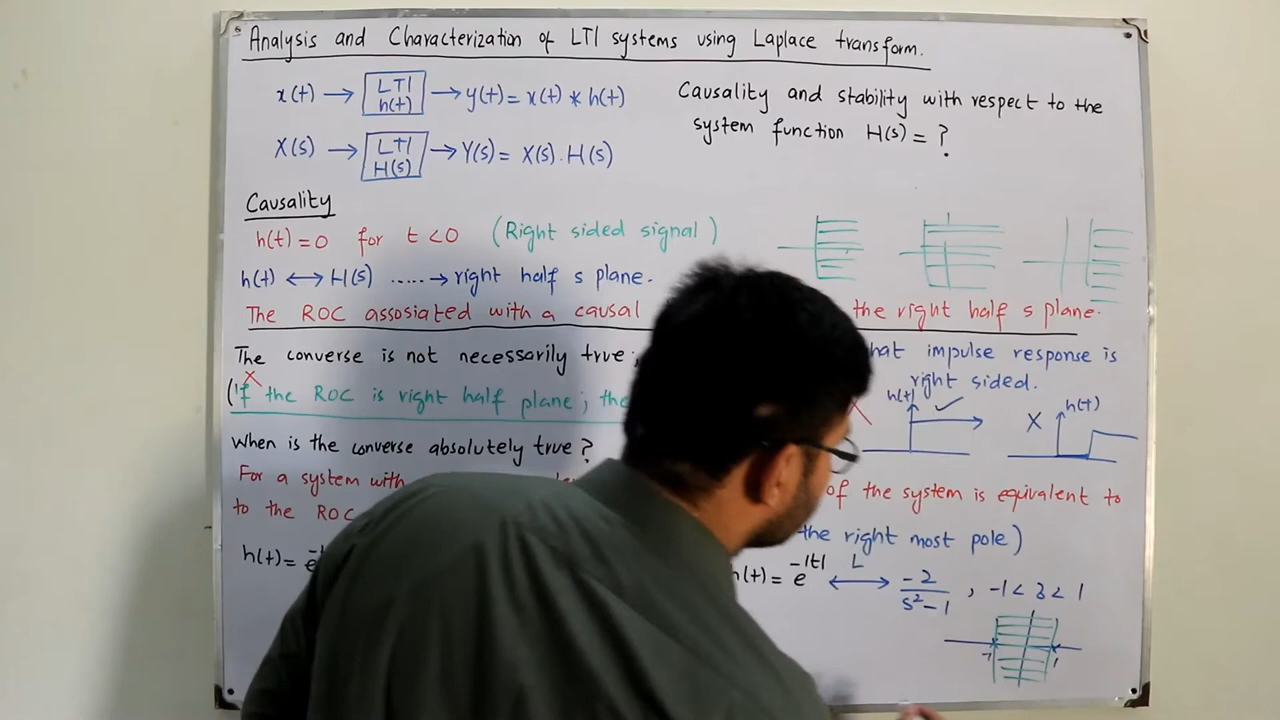 Analysis and Characterization of LTI systems using Laplace transform.
x(t) → LTI h(t) → y(t) = x(t) * h(t)
X(s) → LTI H(s) → Y(s) = X(s) . H(s)
Causality and stability with respect to the
system function H(s) = ?
Causality
h(t) = 0 for t < 0 (Right sided signal)
h(t) ⟷ H(s) ...... → right half s plane.
The ROC assosiated with a causal the right half s plane.
The converse is not necessarily true; that impulse response is
right sided.
(If the ROC is right half plane; the
h(t)
X h(t)
When is the converse absolutely true?
For a system with of the system is equivalent to
to the ROC the right most pole)
h(t) = e
h(t) = e^-|t| L ⟷ -2/s²-1 , -1 < 3 < 1
-1 1